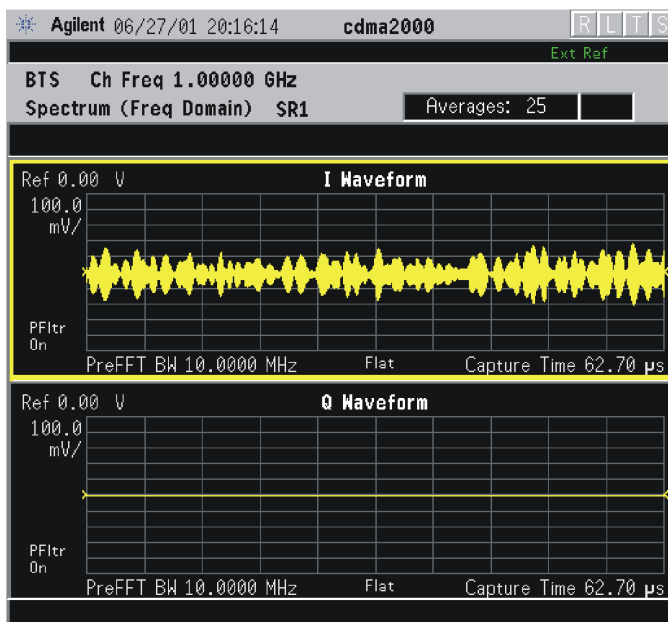 Agilent 06/27/01 20:16:14 cdma2000 R L T S
Ext Ref
BTS Ch Freq 1.00000 GHz
Spectrum (Freq Domain) SR1 Averages: 25
Ref 0.00 V I Waveform
100.0
mV/
PFltr
On
PreFFT BW 10.0000 MHz Flat Capture Time 62.70 µs
Ref 0.00 V Q Waveform
100.0
mV/
PFltr
On
PreFFT BW 10.0000 MHz Flat Capture Time 62.70 µs